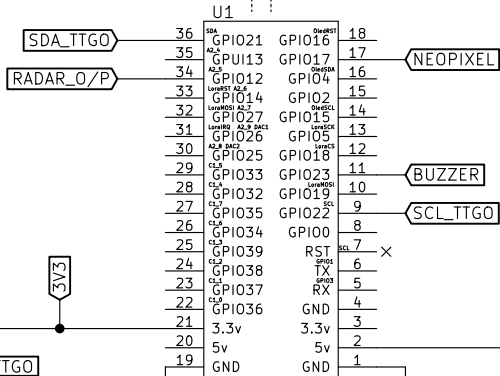 U1
SDA_TTGO 36 SDA GPIO21 GPIO16 OledRST 18
35 A2_4 GPUI13 GPIO17 17 NEOPIXEL
RADAR_O/P 34 A2_5 GPIO12 GPIO4 OledSDA 16
33 LoraRST A2_6 GPIO14 GPIO2 15
32 LoraMOSI A2_7 GPIO27 GPIO15 OledSCL 14
31 LoraIRQ A2_9 DAC1 GPIO26 GPIO5 LoraSCK 13
30 A2_8 DAC2 GPIO25 GPIO18 LoraCS 12
29 C1_5 GPIO33 GPIO23 11 BUZZER
28 C1_4 GPIO32 GPIO19 LoraMOSI 10
27 C1_7 GPIO35 GPIO22 SCL 9 SCL_TTGO
26 C1_6 GPIO34 GPIO0 8
25 C1_3 GPIO39 RST SCL 7
24 C1_2 GPIO38 TX GPIO1 6
23 C1_1 GPIO37 RX GPIO3 5
22 C1_0 GPIO36 GND 4
3V3
21 3.3v 3.3v 3
20 5v 5v 2
TTGO 19 GND GND 1